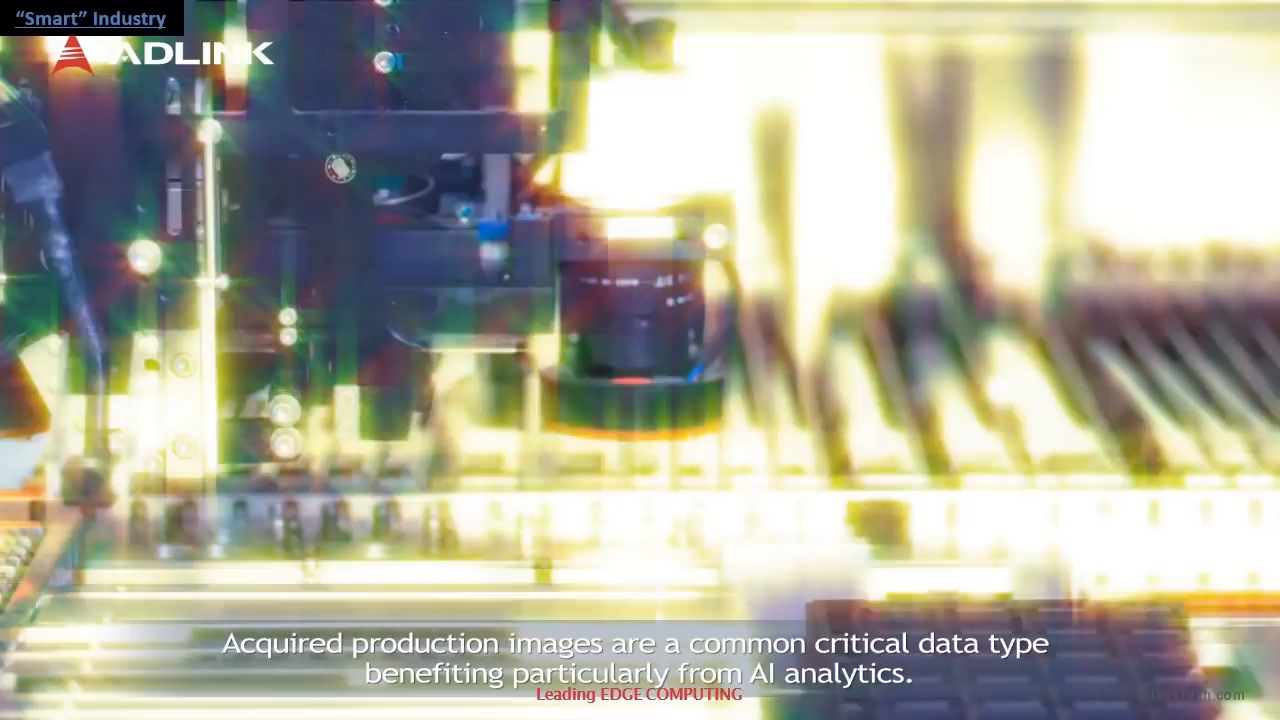 “Smart” Industry
ADLINK
Acquired production images are a common critical data type
benefiting particularly from AI analytics.
Leading EDGE COMPUTING